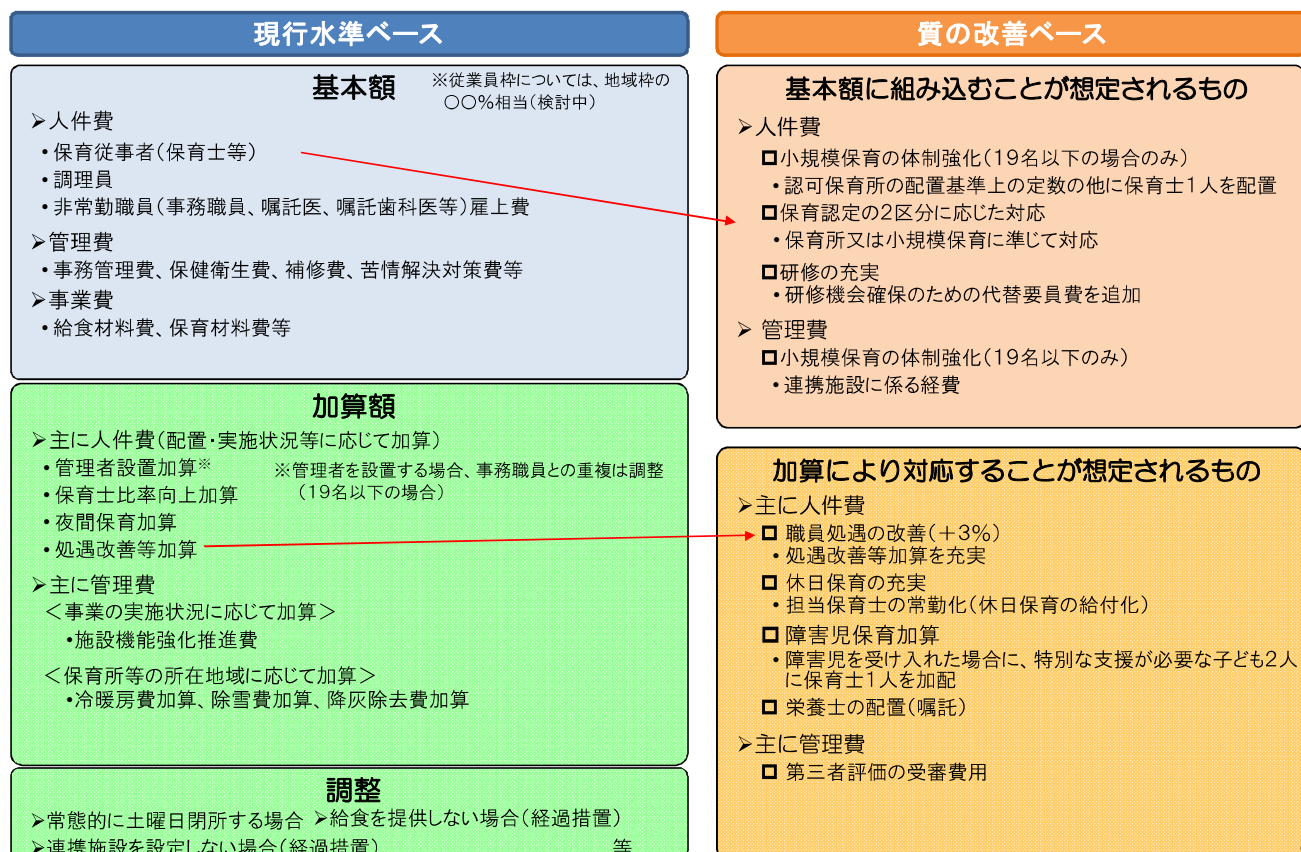 現行水準ベース
基本額
※従業員枠については、地域枠の
〇〇%相当(検討中)
➢人件費
•保育従事者(保育士等)
•調理員
•非常勤職員(事務職員、嘱託医、嘱託歯科医等)雇上費
➢管理費
•事務管理費、保健衛生費、補修費、苦情解決対策費等
➢事業費
•給食材料費、保育材料費等
加算額
➢主に人件費(配置・実施状況等に応じて加算)
•管理者設置加算※
※管理者を設置する場合、事務職員との重複は調整
(19名以下の場合)
•保育士比率向上加算
•夜間保育加算
•処遇改善等加算
➢主に管理費
<事業の実施状況に応じて加算>
•施設機能強化推進費
<保育所等の所在地域に応じて加算>
•冷暖房費加算、除雪費加算、降灰除去費加算
調整
➢常態的に土曜日閉所する場合 ➢給食を提供しない場合(経過措置)
➢連携施設を設定しない場合(経過措置) 等
質の改善ベース
基本額に組み込むことが想定されるもの
➢人件費
□小規模保育の体制強化(19名以下の場合のみ)
•認可保育所の配置基準上の定数の他に保育士1人を配置
□保育認定の2区分に応じた対応
•保育所又は小規模保育に準じて対応
□研修の充実
•研修機会確保のための代替要員費を追加
➢ 管理費
□小規模保育の体制強化(19名以下のみ)
•連携施設に係る経費
加算により対応することが想定されるもの
➢主に人件費
□ 職員処遇の改善(+3%)
•処遇改善等加算を充実
□ 休日保育の充実
•担当保育士の常勤化(休日保育の給付化)
□ 障害児保育加算
•障害児を受け入れた場合に、特別な支援が必要な子ども2人
に保育士1人を加配
□ 栄養士の配置(嘱託)
➢主に管理費
□ 第三者評価の受審費用